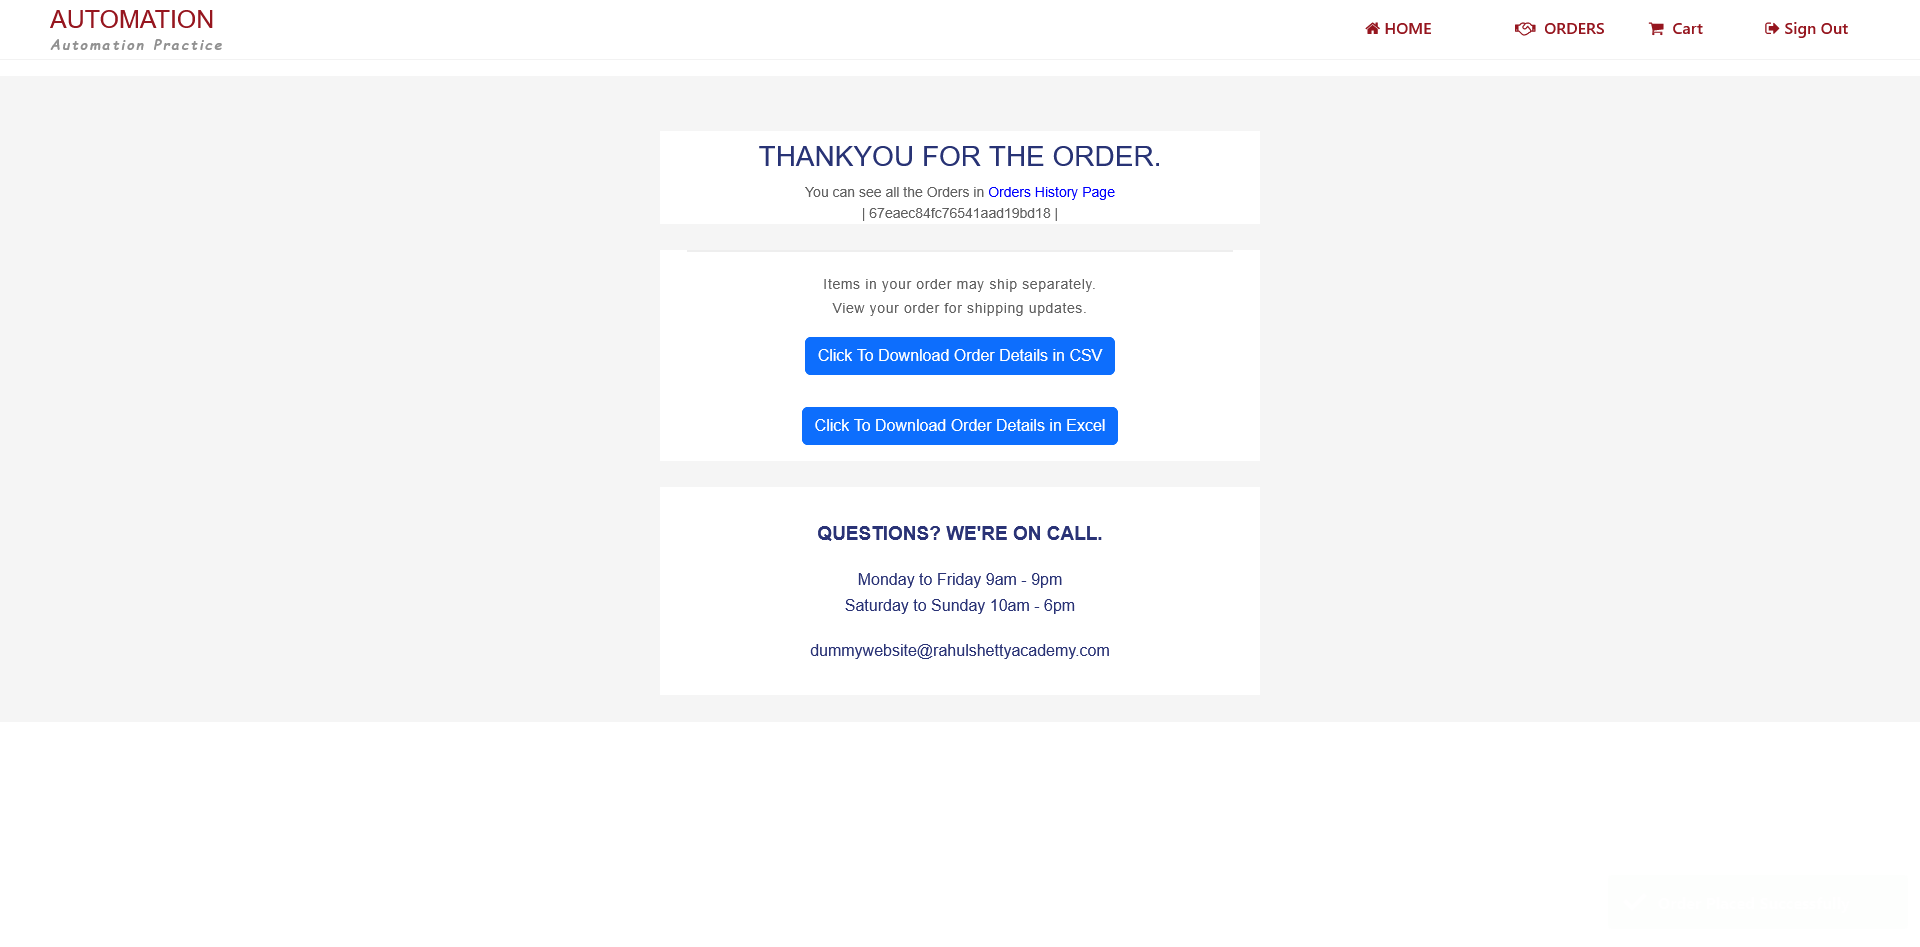 AUTOMATION
Automation Practice
HOME
ORDERS
Cart
Sign Out
THANKYOU FOR THE ORDER.
You can see all the Orders in Orders History Page
| 67eaec84fc76541aad19bd18 |
Items in your order may ship separately.
View your order for shipping updates.
Click To Download Order Details in CSV
Click To Download Order Details in Excel
QUESTIONS? WE'RE ON CALL.
Monday to Friday 9am - 9pm
Saturday to Sunday 10am - 6pm
dummywebsite@rahulshettyacademy.com